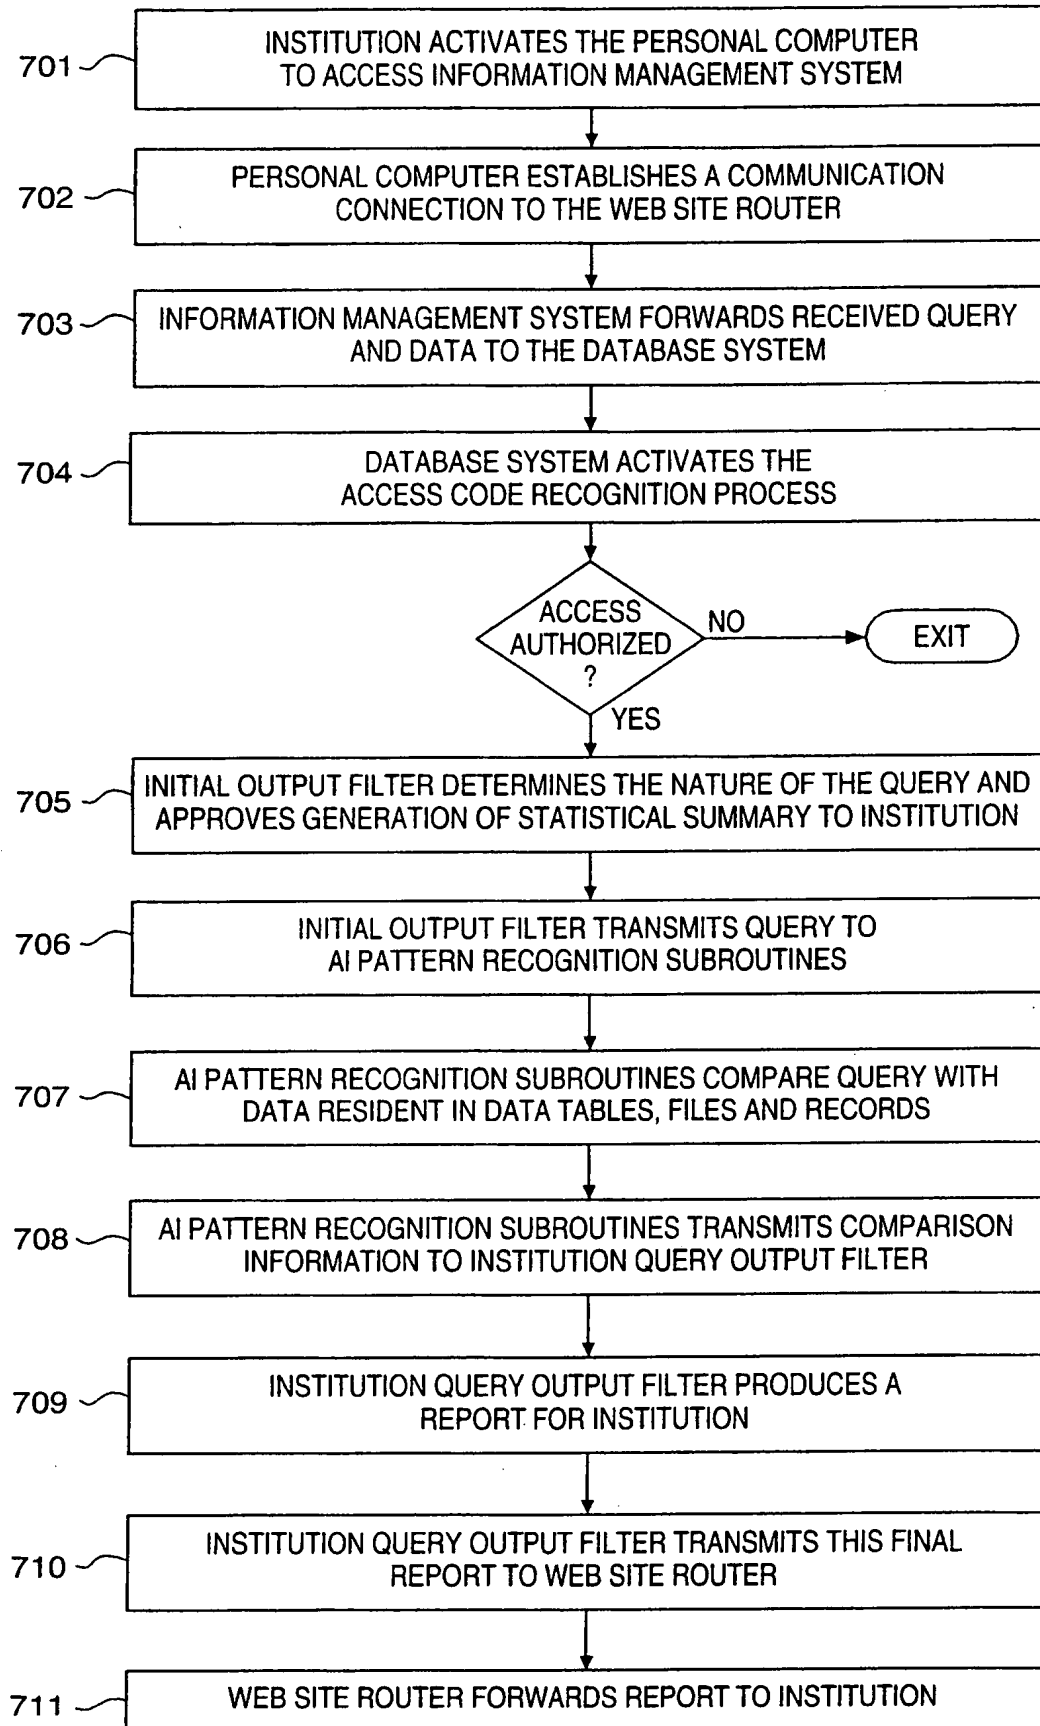 701
INSTITUTION ACTIVATES THE PERSONAL COMPUTER
TO ACCESS INFORMATION MANAGEMENT SYSTEM
702
PERSONAL COMPUTER ESTABLISHES A COMMUNICATION
CONNECTION TO THE WEB SITE ROUTER
703
INFORMATION MANAGEMENT SYSTEM FORWARDS RECEIVED QUERY
AND DATA TO THE DATABASE SYSTEM
704
DATABASE SYSTEM ACTIVATES THE
ACCESS CODE RECOGNITION PROCESS
ACCESS
AUTHORIZED
?
NO
EXIT
YES
705
INITIAL OUTPUT FILTER DETERMINES THE NATURE OF THE QUERY AND
APPROVES GENERATION OF STATISTICAL SUMMARY TO INSTITUTION
706
INITIAL OUTPUT FILTER TRANSMITS QUERY TO
AI PATTERN RECOGNITION SUBROUTINES
707
AI PATTERN RECOGNITION SUBROUTINES COMPARE QUERY WITH
DATA RESIDENT IN DATA TABLES, FILES AND RECORDS
708
AI PATTERN RECOGNITION SUBROUTINES TRANSMITS COMPARISON
INFORMATION TO INSTITUTION QUERY OUTPUT FILTER
709
INSTITUTION QUERY OUTPUT FILTER PRODUCES A
REPORT FOR INSTITUTION
710
INSTITUTION QUERY OUTPUT FILTER TRANSMITS THIS FINAL
REPORT TO WEB SITE ROUTER
711
WEB SITE ROUTER FORWARDS REPORT TO INSTITUTION